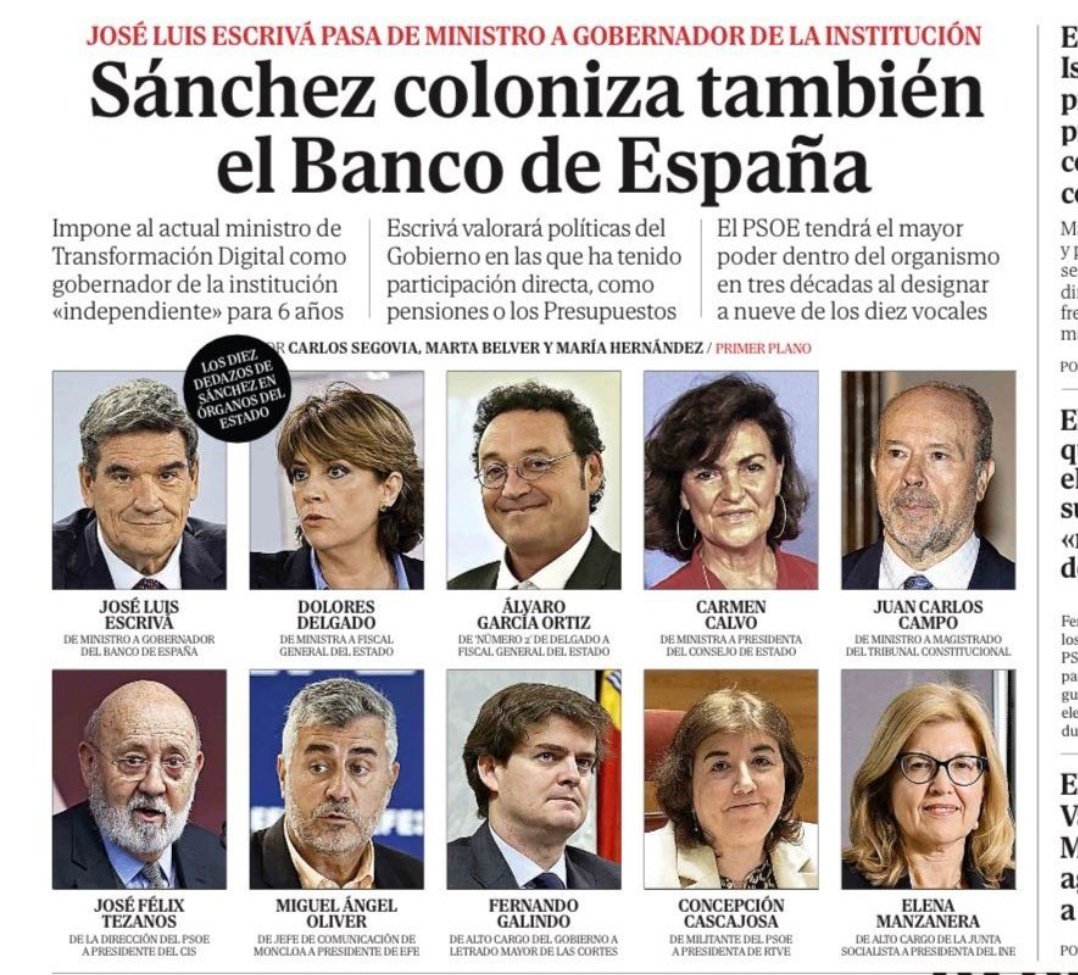 JOSÉ LUIS ESCRIVÁ PASA DE MINISTRO A GOBERNADOR DE LA INSTITUCIÓN
Sánchez coloniza también
el Banco de España
Impone al actual ministro de
Transformación Digital como
gobernador de la institución
«independiente» para 6 años
Escrivá valorará políticas del
Gobierno en las que ha tenido
participación directa, como
pensiones o los Presupuestos
El PSOE tendrá el mayor
poder dentro del organismo
en tres décadas al designar
a nueve de los diez vocales
CARLOS SEGOVIA, MARTA BELVER Y MARÍA HERNÁNDEZ / PRIMER PLANO
LOS DIEZ
DEDAZOS DE
SÁNCHEZ EN
ÓRGANOS DEL
ESTADO
JOSÉ LUIS
ESCRIVÁ
DE MINISTRO A GOBERNADOR
DEL BANCO DE ESPAÑA
DOLORES
DELGADO
DE MINISTRA A FISCAL
GENERAL DEL ESTADO
ÁLVARO
GARCÍA ORTIZ
DE 'NÚMERO 2' DE DELGADO A
FISCAL GENERAL DEL ESTADO
CARMEN
CALVO
DE MINISTRA A PRESIDENTA
DEL CONSEJO DE ESTADO
JUAN CARLOS
CAMPO
DE MINISTRO A MAGISTRADO
DEL TRIBUNAL CONSTITUCIONAL
JOSÉ FÉLIX
TEZANOS
DE LA DIRECCIÓN DEL PSOE
A PRESIDENTE DEL CIS
MIGUEL ÁNGEL
OLIVER
DE JEFE DE COMUNICACIÓN DE
MONCLOA A PRESIDENTE DE EFE
FERNANDO
GALINDO
DE ALTO CARGO DEL GOBIERNO A
LETRADO MAYOR DE LAS CORTES
CONCEPCIÓN
CASCAJOSA
DE MILITANTE DEL PSOE
A PRESIDENTA DE RTVE
ELENA
MANZANERA
DE ALTO CARGO DE LA JUNTA
SOCIALISTA A PRESIDENTA DEL INE